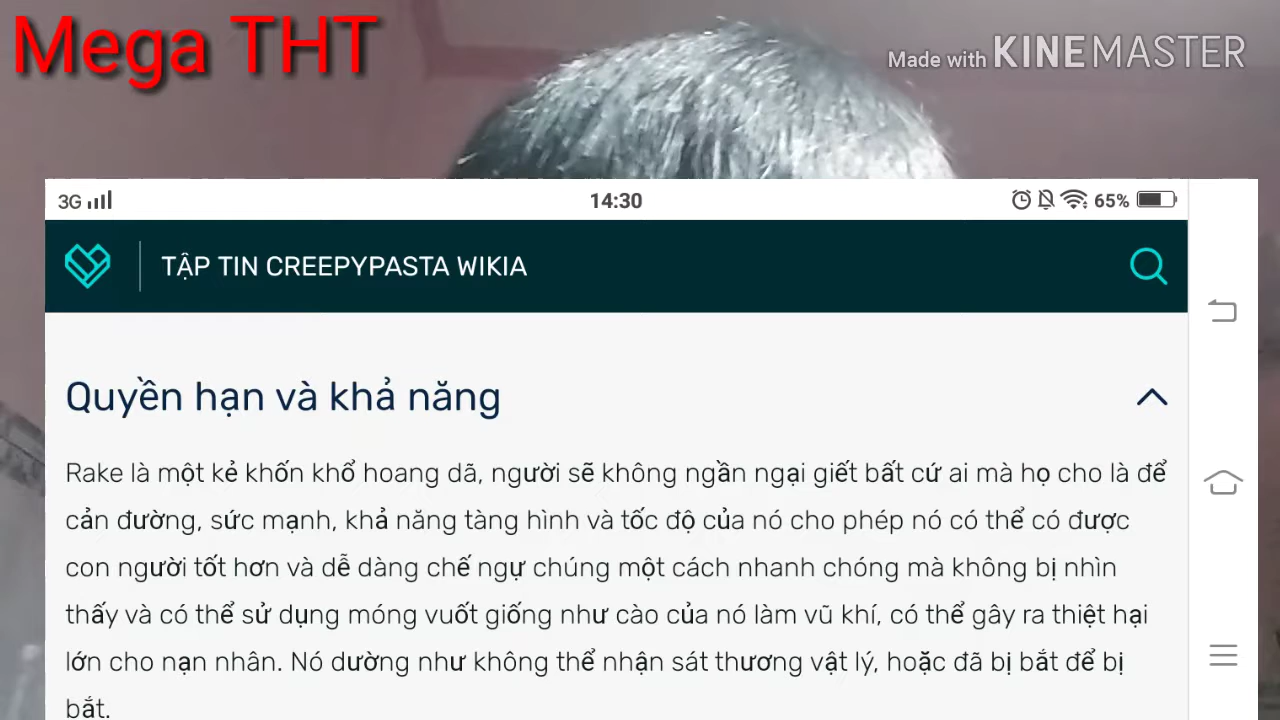 Mega THT
Made with KINEMASTER
3G 14:30 65%
TẬP TIN CREEPYPASTA WIKIA
Quyền hạn và khả năng
Rake là một kẻ khốn khổ hoang dã, người sẽ không ngần ngại giết bất cứ ai mà họ cho là để
cản đường, sức mạnh, khả năng tàng hình và tốc độ của nó cho phép nó có thể có được
con người tốt hơn và dễ dàng chế ngự chúng một cách nhanh chóng mà không bị nhìn
thấy và có thể sử dụng móng vuốt giống như cào của nó làm vũ khí, có thể gây ra thiệt hại
lớn cho nạn nhân. Nó dường như không thể nhận sát thương vật lý, hoặc đã bị bắt để bị
bắt.